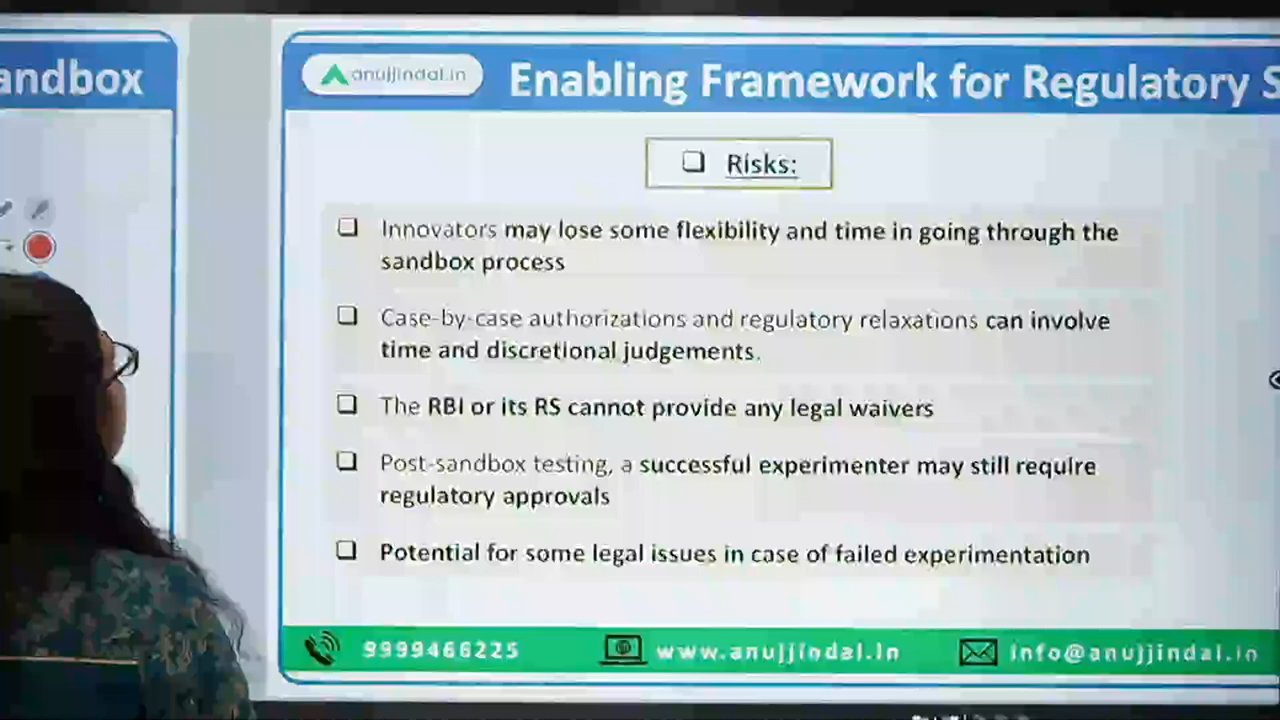 andbox
anujjindal.in
Enabling Framework for Regulatory S
Risks:
Innovators may lose some flexibility and time in going through the
sandbox process
Case-by-case authorizations and regulatory relaxations can involve
time and discretional judgements.
The RBI or its RS cannot provide any legal waivers
Post-sandbox testing, a successful experimenter may still require
regulatory approvals
Potential for some legal issues in case of failed experimentation
9999466225
www.anujjindal.in
info@anujjindal.in